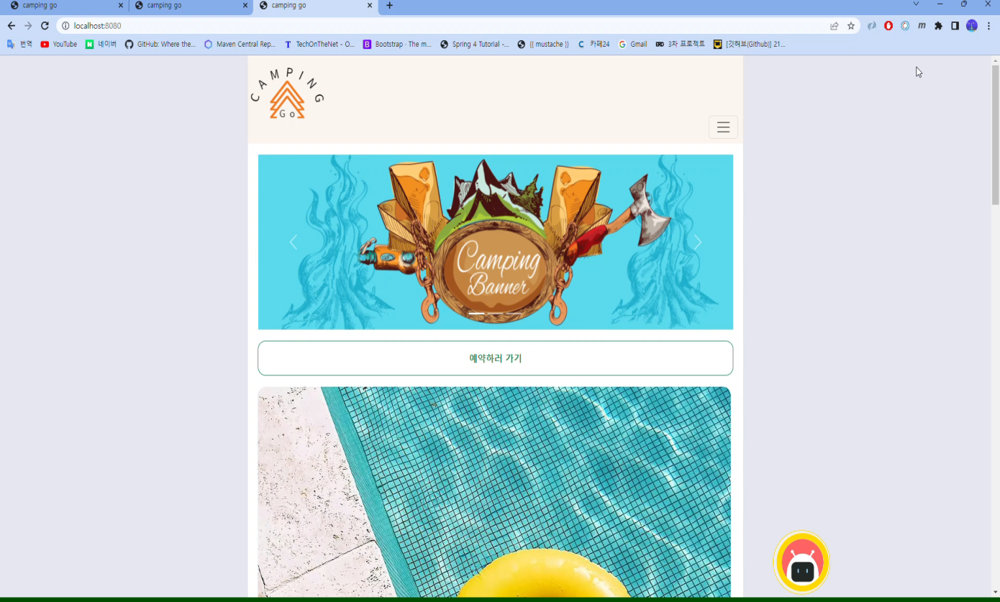 camping go
camping go
camping go
localhost:8080
번역
YouTube
네이버
GitHub: Where the...
Maven Central Rep...
TechOnTheNet - O...
Bootstrap · The m...
Spring 4 Tutorial -...
{{ mustache }}
카페24
Gmail
3차 프로젝트
[깃허브(Github)] 21...
CAMPING
Go
Camping
Banner
예약하러 가기